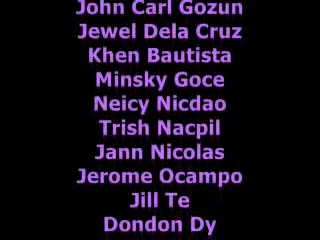 John Carl Gozun
Jewel Dela Cruz
Khen Bautista
Minsky Goce
Neicy Nicdao
Trish Nacpil
Jann Nicolas
Jerome Ocampo
Jill Te
Dondon Dy